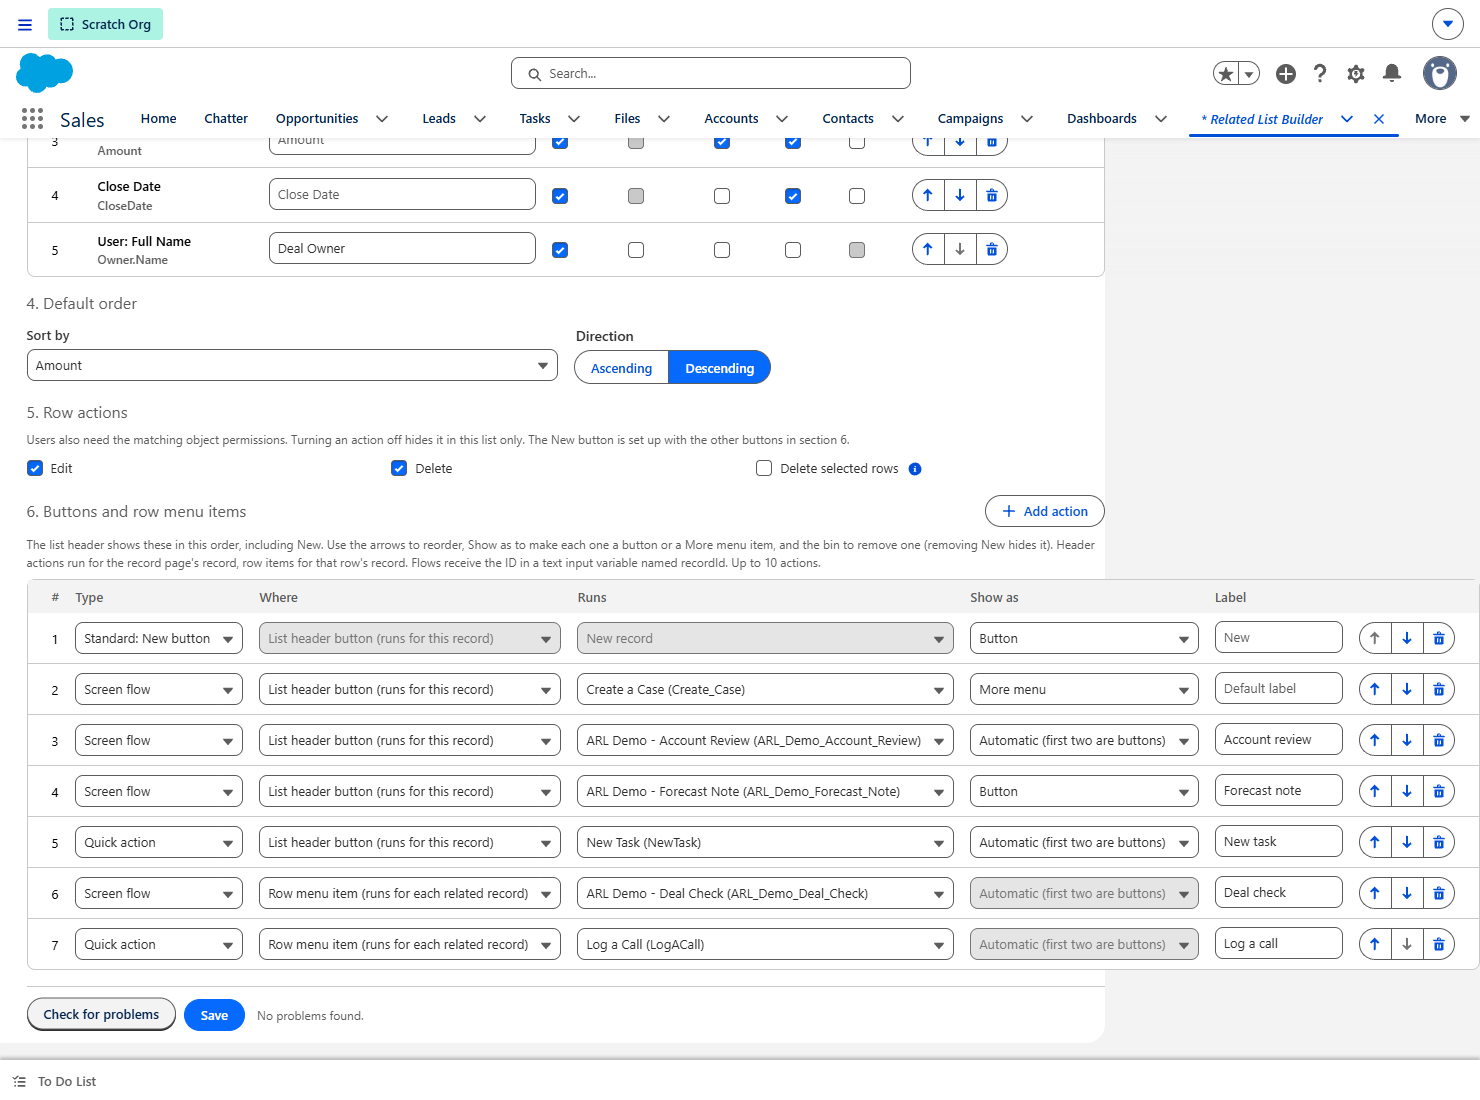 Scratch Org
Search...
Sales
Home
Chatter
Opportunities
Leads
Tasks
Files
Accounts
Contacts
Campaigns
Dashboards
* Related List Builder
More
3
Amount
Amount
4
Close Date
CloseDate
Close Date
5
User: Full Name
Owner.Name
Deal Owner
4. Default order
Sort by
Direction
Amount
Ascending
Descending
5. Row actions
Users also need the matching object permissions. Turning an action off hides it in this list only. The New button is set up with the other buttons in section 6.
Edit
Delete
Delete selected rows
6. Buttons and row menu items
Add action
The list header shows these in this order, including New. Use the arrows to reorder, Show as to make each one a button or a More menu item, and the bin to remove one (removing New hides it). Header
actions run for the record page's record, row items for that row's record. Flows receive the ID in a text input variable named recordId. Up to 10 actions.
# Type Where Runs Show as Label
1 Standard: New button List header button (runs for this record) New record Button New
2 Screen flow List header button (runs for this record) Create a Case (Create_Case) More menu Default label
3 Screen flow List header button (runs for this record) ARL Demo - Account Review (ARL_Demo_Account_Review) Automatic (first two are buttons) Account review
4 Screen flow List header button (runs for this record) ARL Demo - Forecast Note (ARL_Demo_Forecast_Note) Button Forecast note
5 Quick action List header button (runs for this record) New Task (NewTask) Automatic (first two are buttons) New task
6 Screen flow Row menu item (runs for each related record) ARL Demo - Deal Check (ARL_Demo_Deal_Check) Automatic (first two are buttons) Deal check
7 Quick action Row menu item (runs for each related record) Log a Call (LogACall) Automatic (first two are buttons) Log a call
Check for problems
Save
No problems found.
To Do List